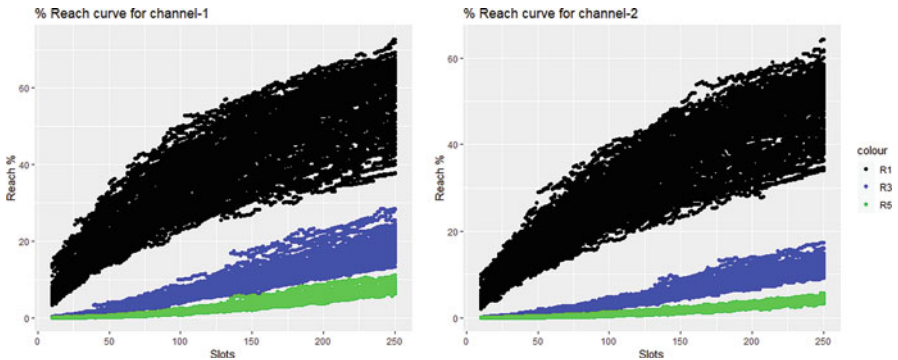 % Reach curve for channel-1
Reach %
60
40
20
0
0 50 100 150 200 250
Slots
% Reach curve for channel-2
Reach %
60
40
20
0
0 50 100 150 200 250
Slots
colour
R1
R3
R5